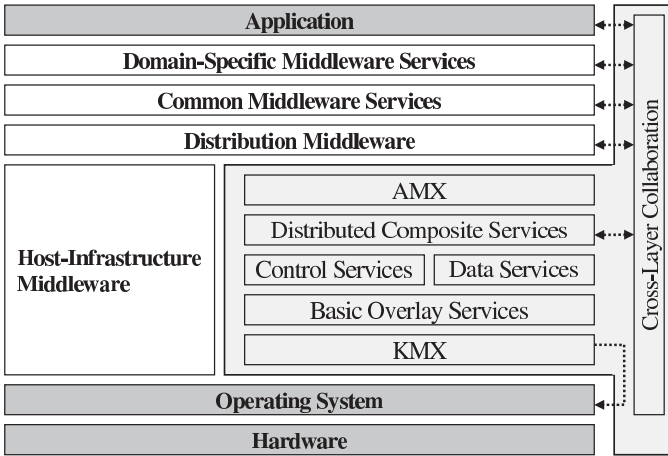 Application
Domain-Specific Middleware Services
Common Middleware Services
Distribution Middleware
Host-Infrastructure
Middleware
AMX
Distributed Composite Services
Control Services
Data Services
Basic Overlay Services
KMX
Cross-Layer Collaboration
Operating System
Hardware